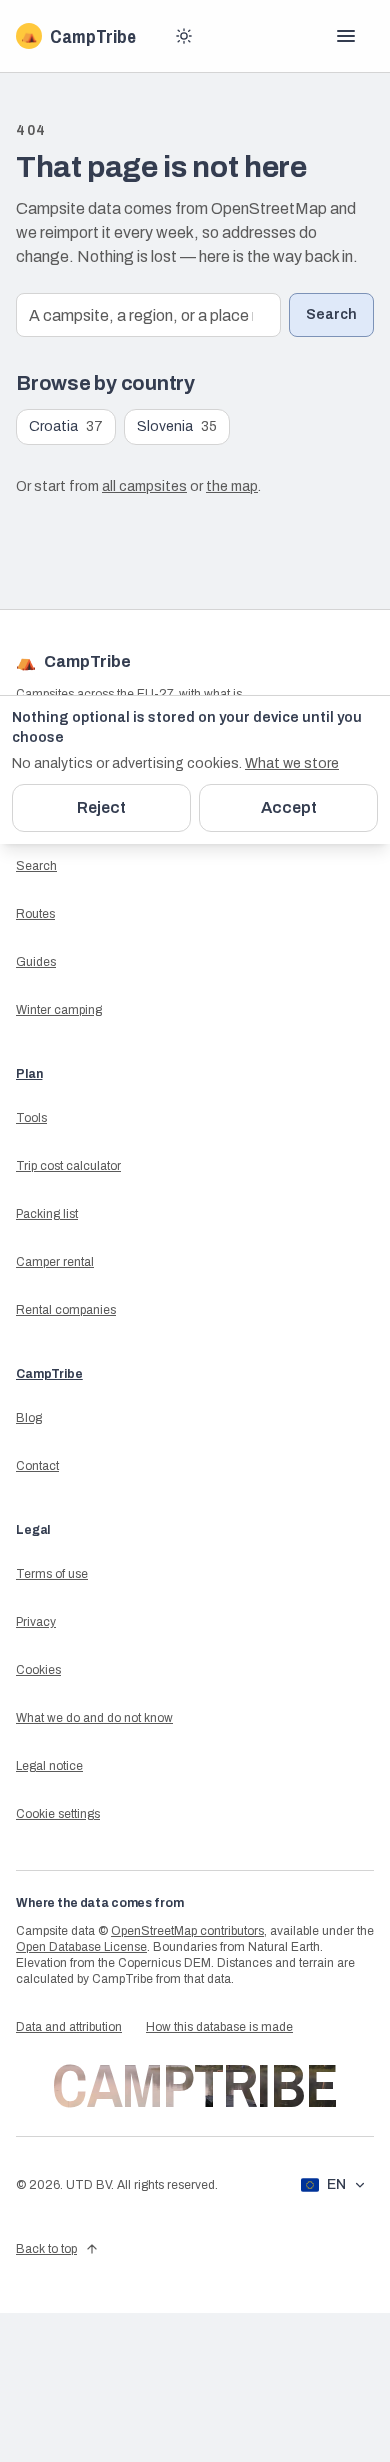 CampTribe
404
That page is not here
Campsite data comes from OpenStreetMap and
we reimport it every week, so addresses do
change. Nothing is lost — here is the way back in.
A campsite, a region, or a place
Search
Browse by country
Croatia 37
Slovenia 35
Or start from all campsites or the map.
CampTribe
Campsites across the EU-27, with what is
Nothing optional is stored on your device until you
choose
No analytics or advertising cookies. What we store
Reject
Accept
Search
Routes
Guides
Winter camping
Plan
Tools
Trip cost calculator
Packing list
Camper rental
Rental companies
CampTribe
Blog
Contact
Legal
Terms of use
Privacy
Cookies
What we do and do not know
Legal notice
Cookie settings
Where the data comes from
Campsite data © OpenStreetMap contributors, available under the
Open Database License. Boundaries from Natural Earth.
Elevation from the Copernicus DEM. Distances and terrain are
calculated by CampTribe from that data.
Data and attribution How this database is made
CAMPTRIBE
© 2026. UTD BV. All rights reserved.
EN
Back to top